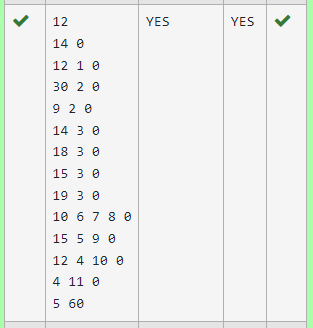 12 YES YES
14 0
12 1 0
30 2 0
9 2 0
14 3 0
18 3 0
15 3 0
19 3 0
10 6 7 8 0
15 5 9 0
12 4 10 0
4 11 0
5 60